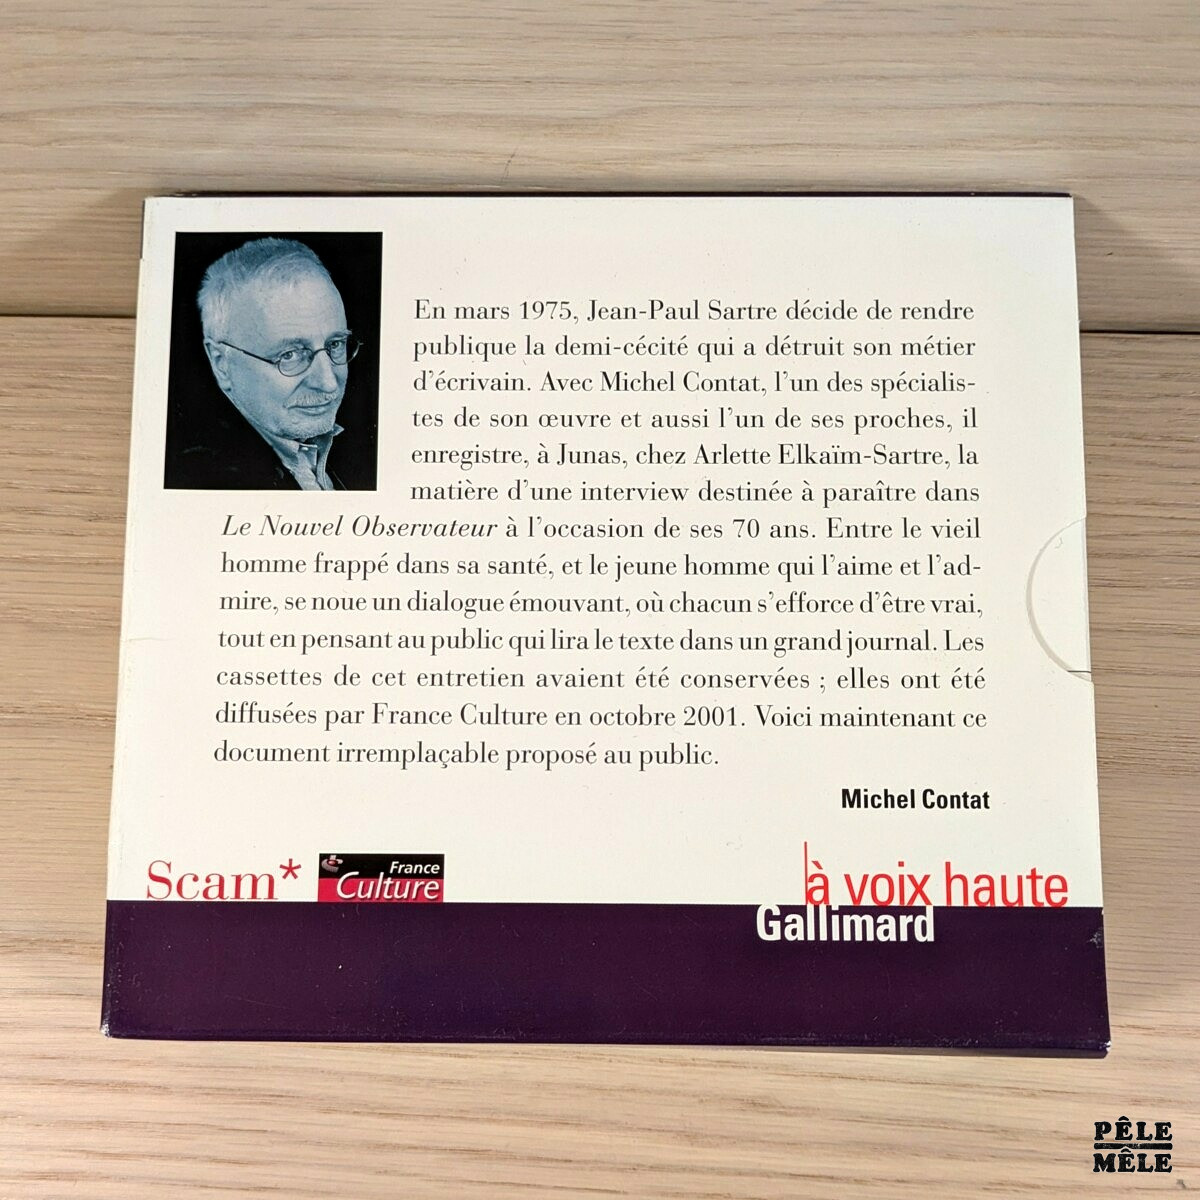 En mars 1975, Jean-Paul Sartre décide de rendre
publique la demi-cécité qui a détruit son métier
d'écrivain. Avec Michel Contat, l'un des spécialis-
tes de son œuvre et aussi l'un de ses proches, il
enregistre, à Junas, chez Arlette Elkaïm-Sartre, la
matière d'une interview destinée à paraître dans
Le Nouvel Observateur à l'occasion de ses 70 ans. Entre le vieil
homme frappé dans sa santé, et le jeune homme qui l'aime et l'ad-
mire, se noue un dialogue émouvant, où chacun s'efforce d'être vrai,
tout en pensant au public qui lira le texte dans un grand journal. Les
cassettes de cet entretien avaient été conservées ; elles ont été
diffusées par France Culture en octobre 2001. Voici maintenant ce
document irremplaçable proposé au public.
Michel Contat
Scam*
France
Culture
à voix haute
Gallimard
PÊLE
MÊLE